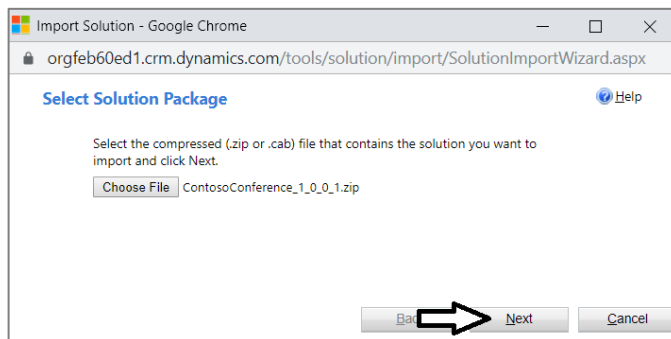 Import Solution - Google Chrome
orgfeb60ed1.crm.dynamics.com/tools/solution/import/SolutionImportWizard.aspx
Select Solution Package
Help
Select the compressed (.zip or .cab) file that contains the solution you want to
import and click Next.
Choose File ContosoConference_1_0_0_1.zip
Next Cancel